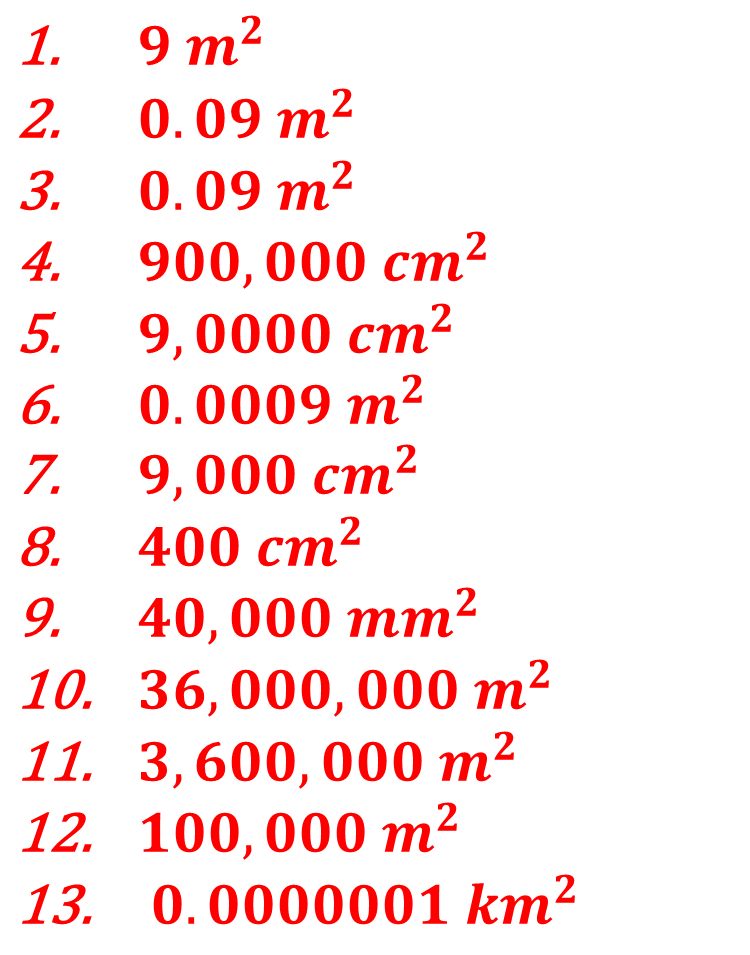 1. 9 m²
2. 0.09 m²
3. 0.09 m²
4. 900,000 cm²
5. 9,0000 cm²
6. 0.0009 m²
7. 9,000 cm²
8. 400 cm²
9. 40,000 mm²
10. 36,000,000 m²
11. 3,600,000 m²
12. 100,000 m²
13. 0.0000001 km²